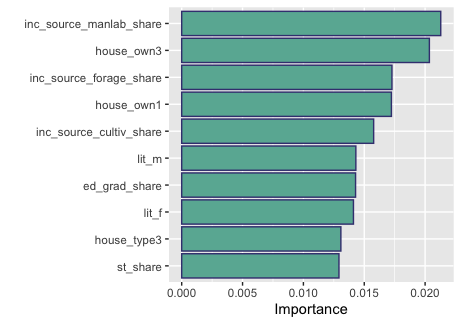 inc_source_manlab_share
house_own3
inc_source_forage_share
house_own1
inc_source_cultiv_share
lit_m
ed_grad_share
lit_f
house_type3
st_share
0.000 0.005 0.010 0.015 0.020
Importance